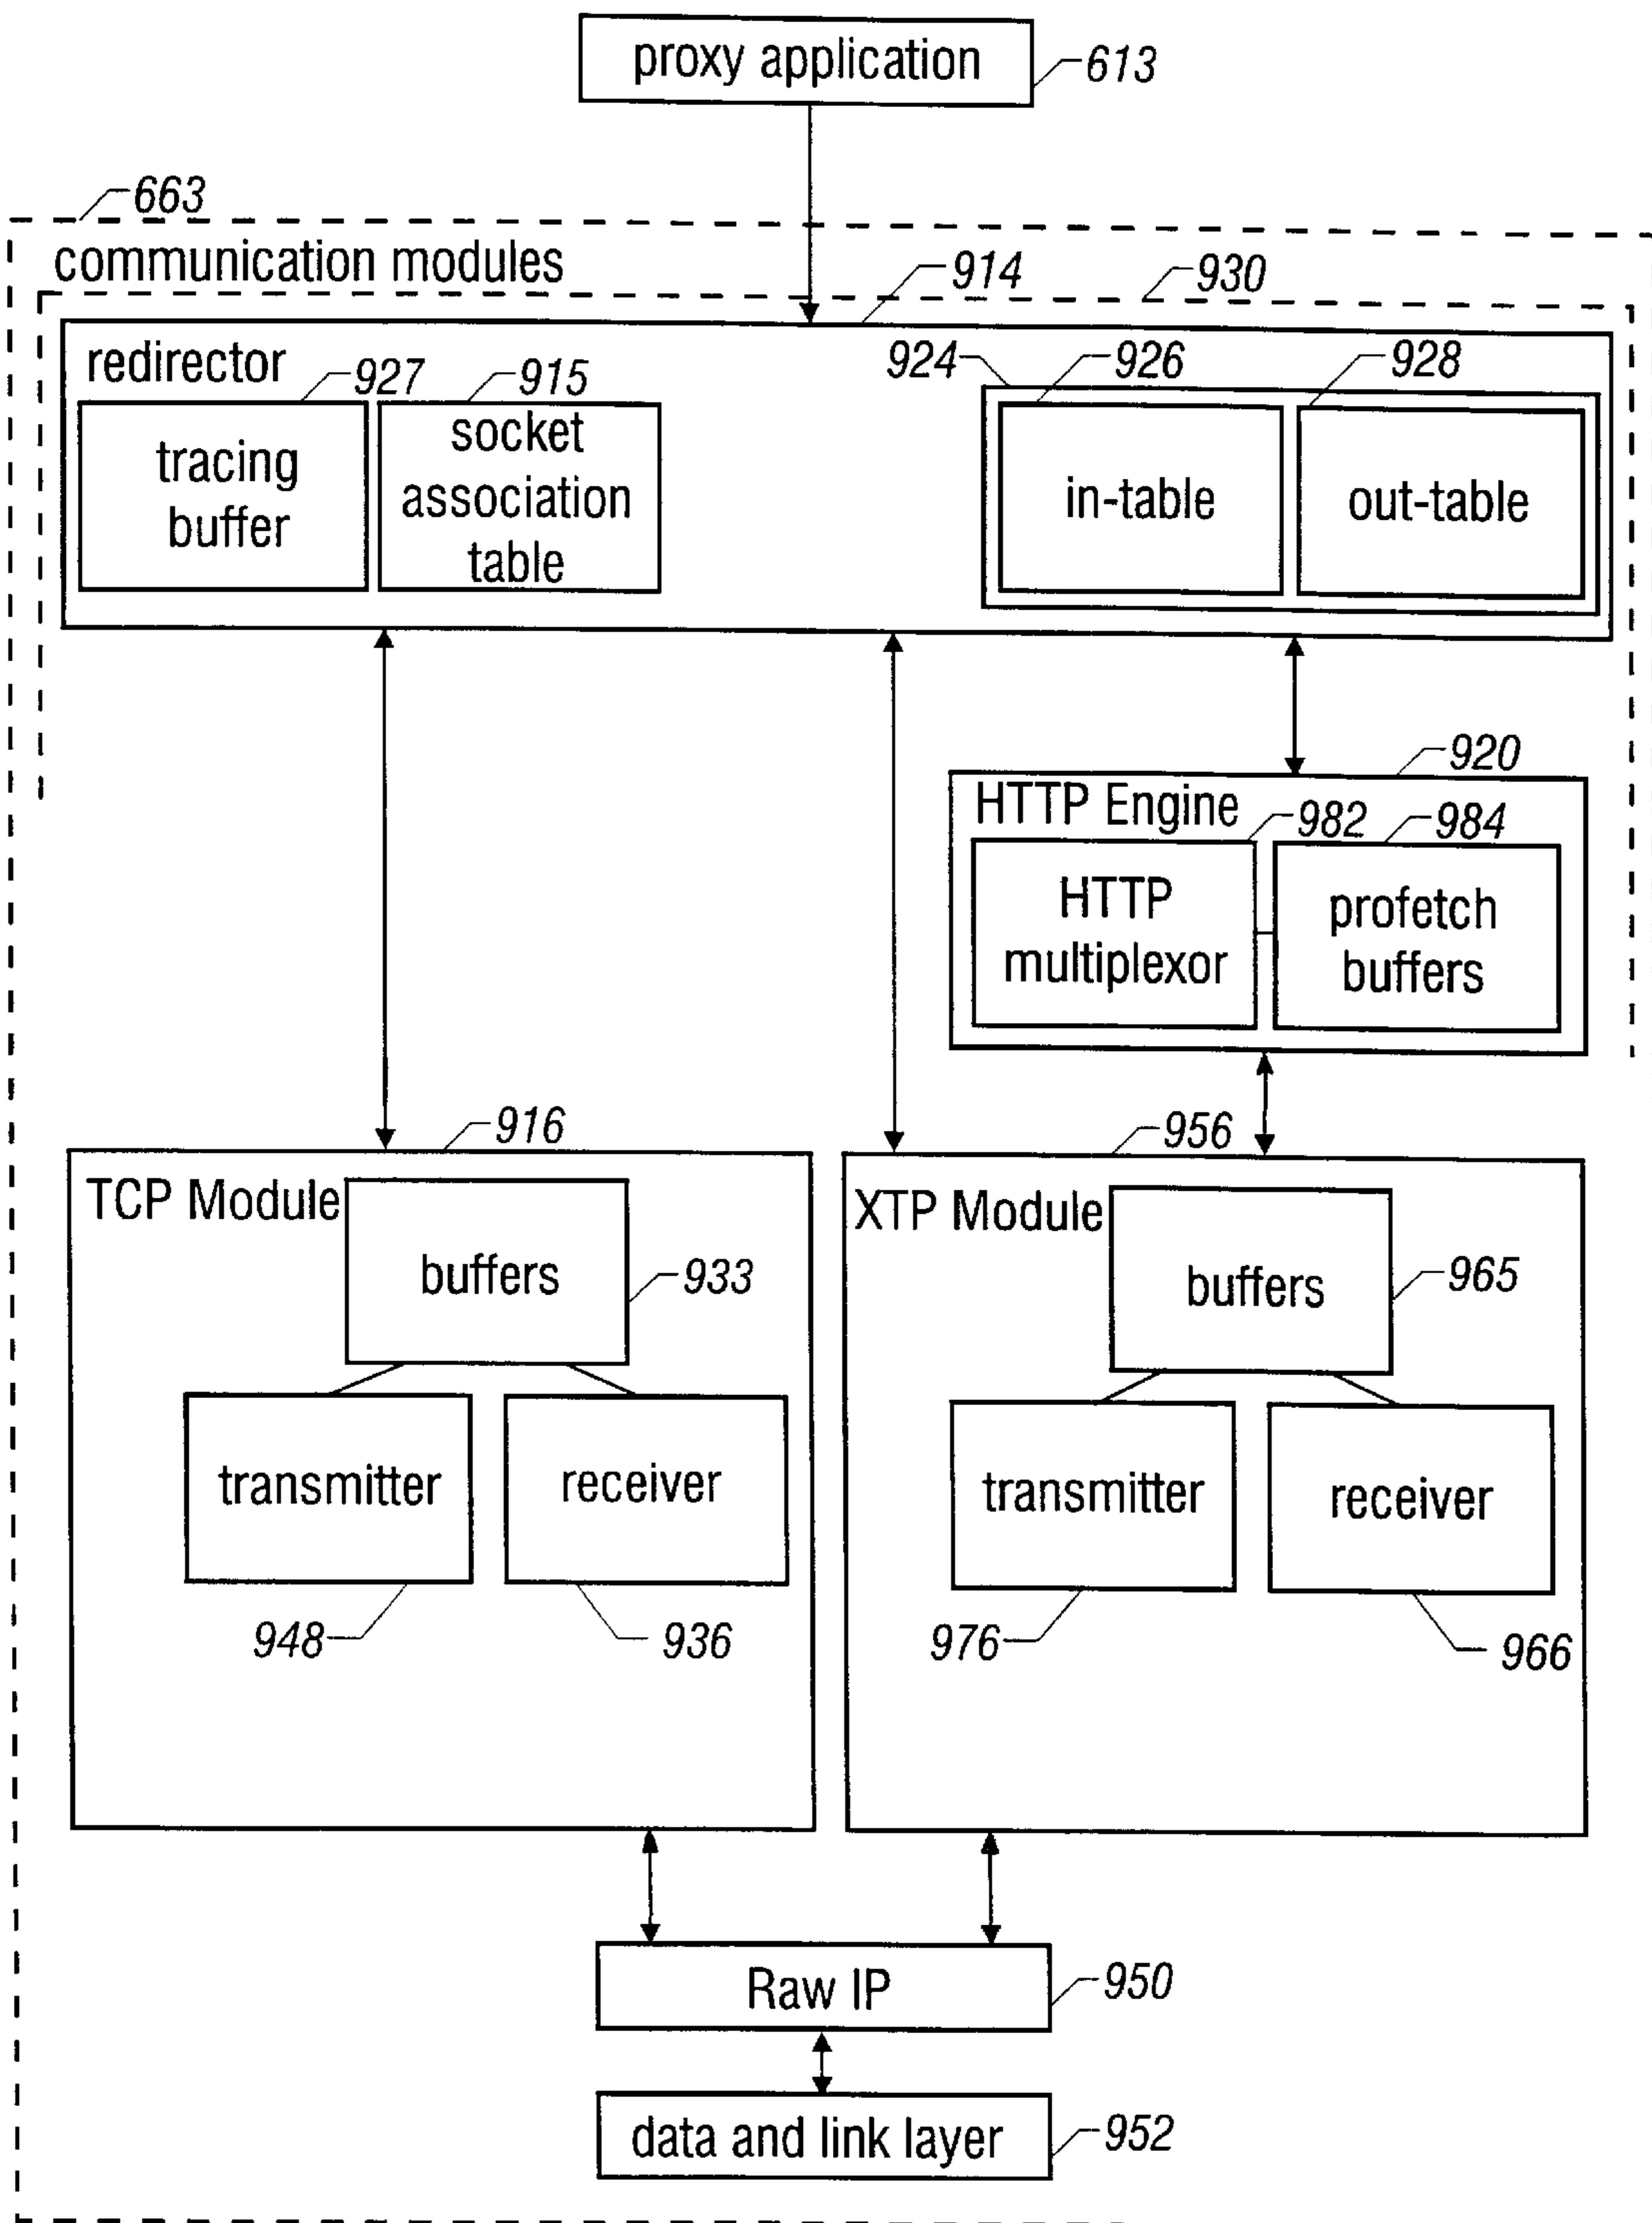 proxy application
613
663
communication modules
914
930
redirector
927
915
924
926
928
tracing
buffer
socket
association
table
in-table
out-table
920
HTTP Engine
982
984
HTTP
multiplexor
profetch
buffers
916
956
TCP Module
buffers
933
transmitter
receiver
948
936
XTP Module
buffers
965
transmitter
receiver
976
966
Raw IP
950
data and link layer
952